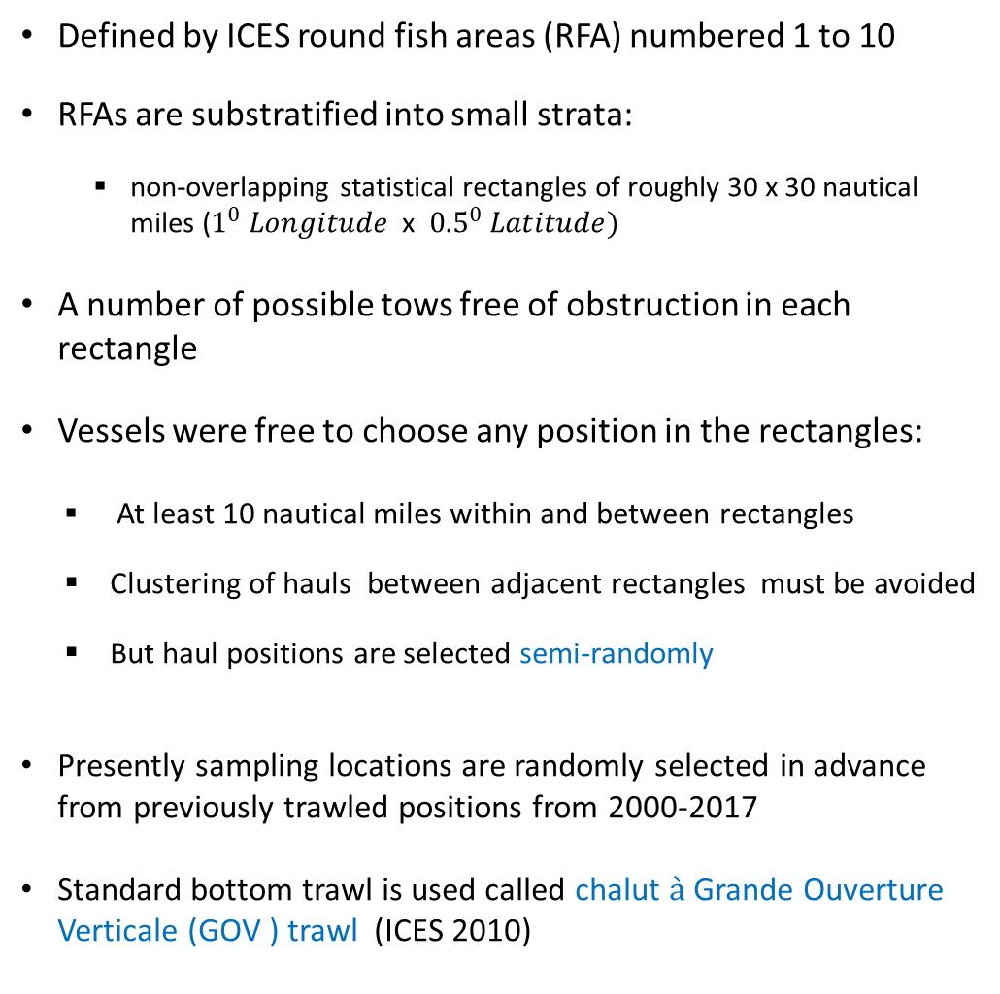 • Defined by ICES round fish areas (RFA) numbered 1 to 10
• RFAs are substratified into small strata:
▪ non-overlapping statistical rectangles of roughly 30 x 30 nautical
miles (1⁰ Longitude x 0.5⁰ Latitude)
• A number of possible tows free of obstruction in each
rectangle
• Vessels were free to choose any position in the rectangles:
▪ At least 10 nautical miles within and between rectangles
▪ Clustering of hauls between adjacent rectangles must be avoided
▪ But haul positions are selected semi-randomly
• Presently sampling locations are randomly selected in advance
from previously trawled positions from 2000-2017
• Standard bottom trawl is used called chalut à Grande Ouverture
Verticale (GOV ) trawl (ICES 2010)